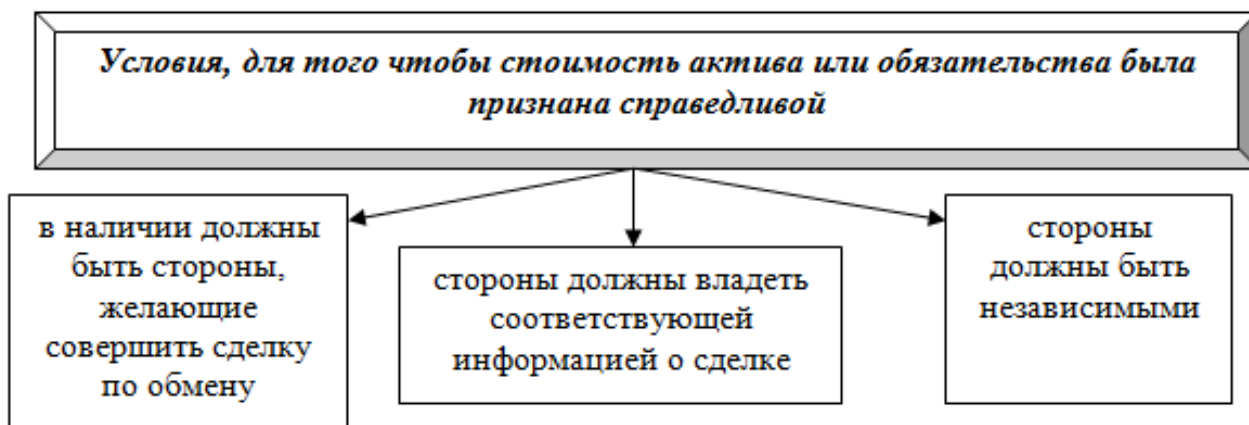 Условия, для того чтобы стоимость актива или обязательства была
признана справедливой
в наличии должны
быть стороны,
желающие
совершить сделку
по обмену
стороны должны владеть
соответствующей
информацией о сделке
стороны
должны быть
независимыми